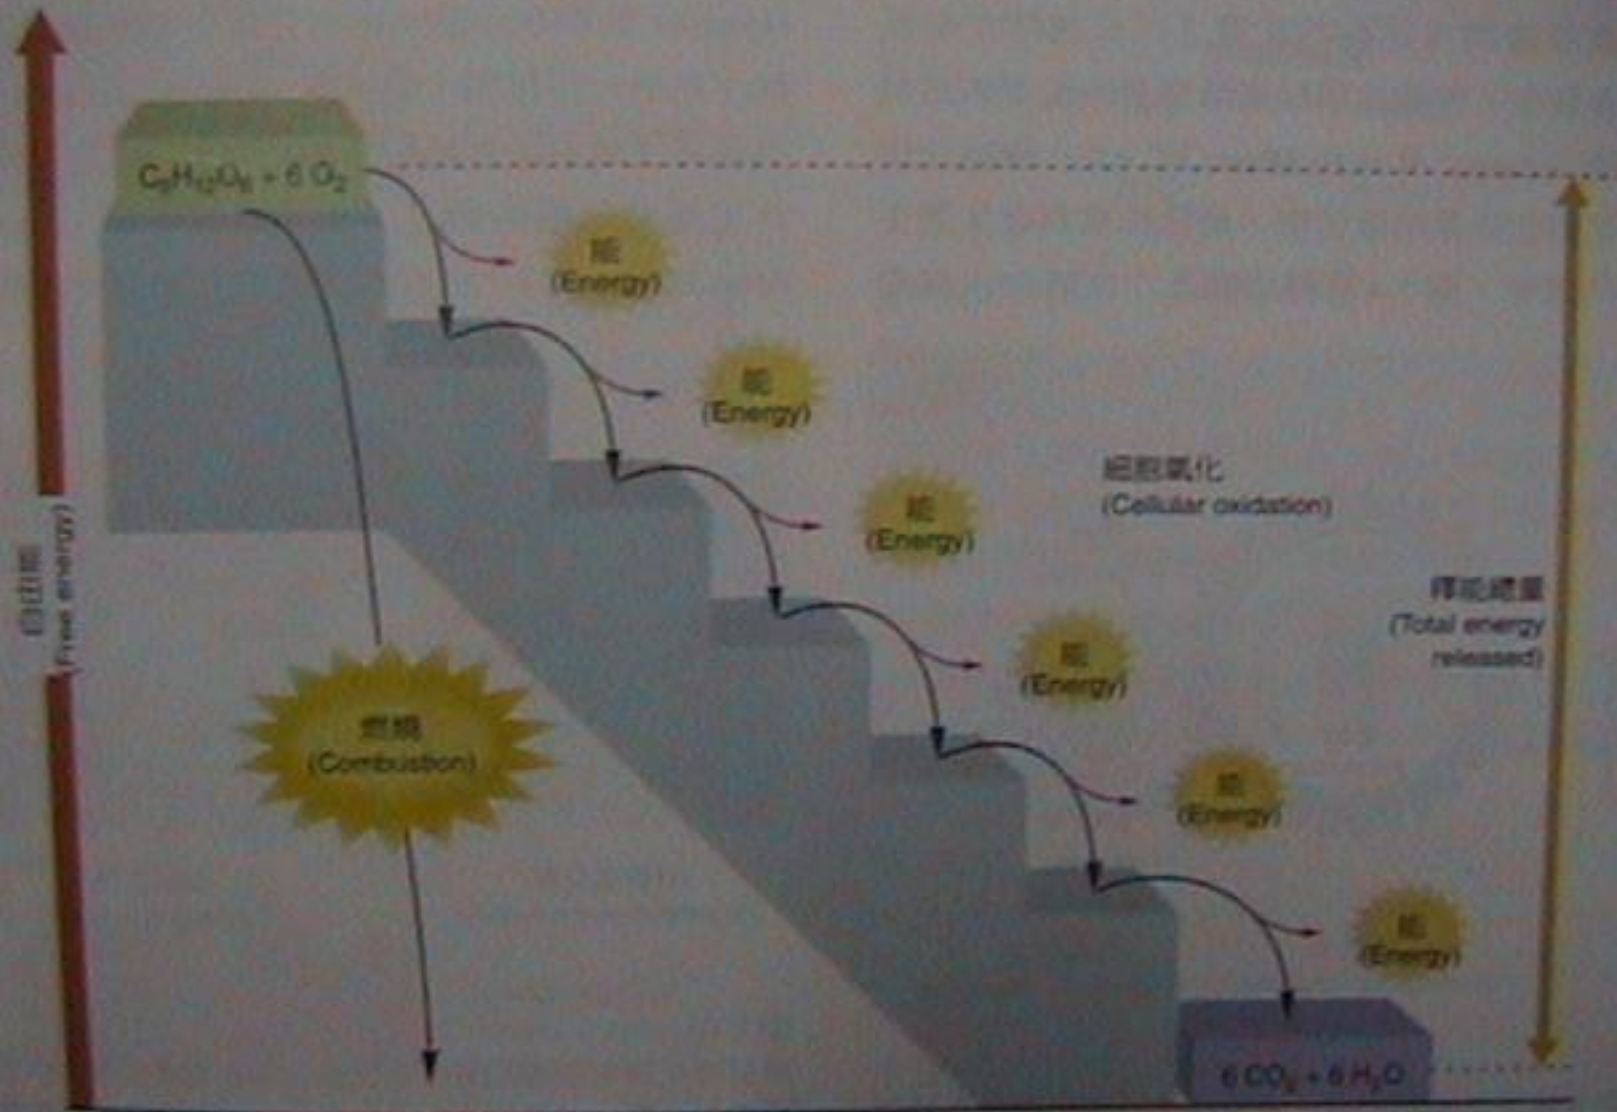 C₆H₁₂O₆ + 6 O₂
能
(Energy)
能
(Energy)
能
(Energy)
細胞氧化
(Cellular oxidation)
自由能
(Free energy)
釋能總量
(Total energy
released)
能
(Energy)
燃燒
(Combustion)
能
(Energy)
能
(Energy)
6 CO₂ + 6 H₂O